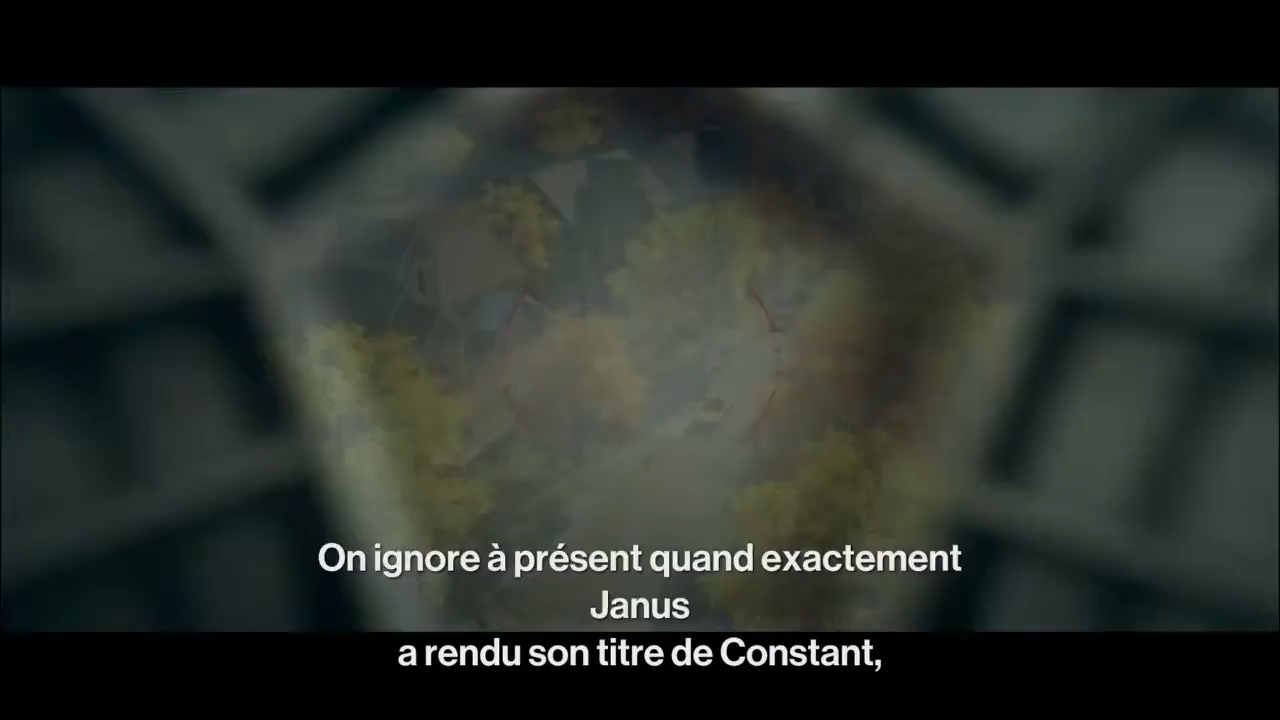 On ignore à présent quand exactement
Janus
a rendu son titre de Constant,